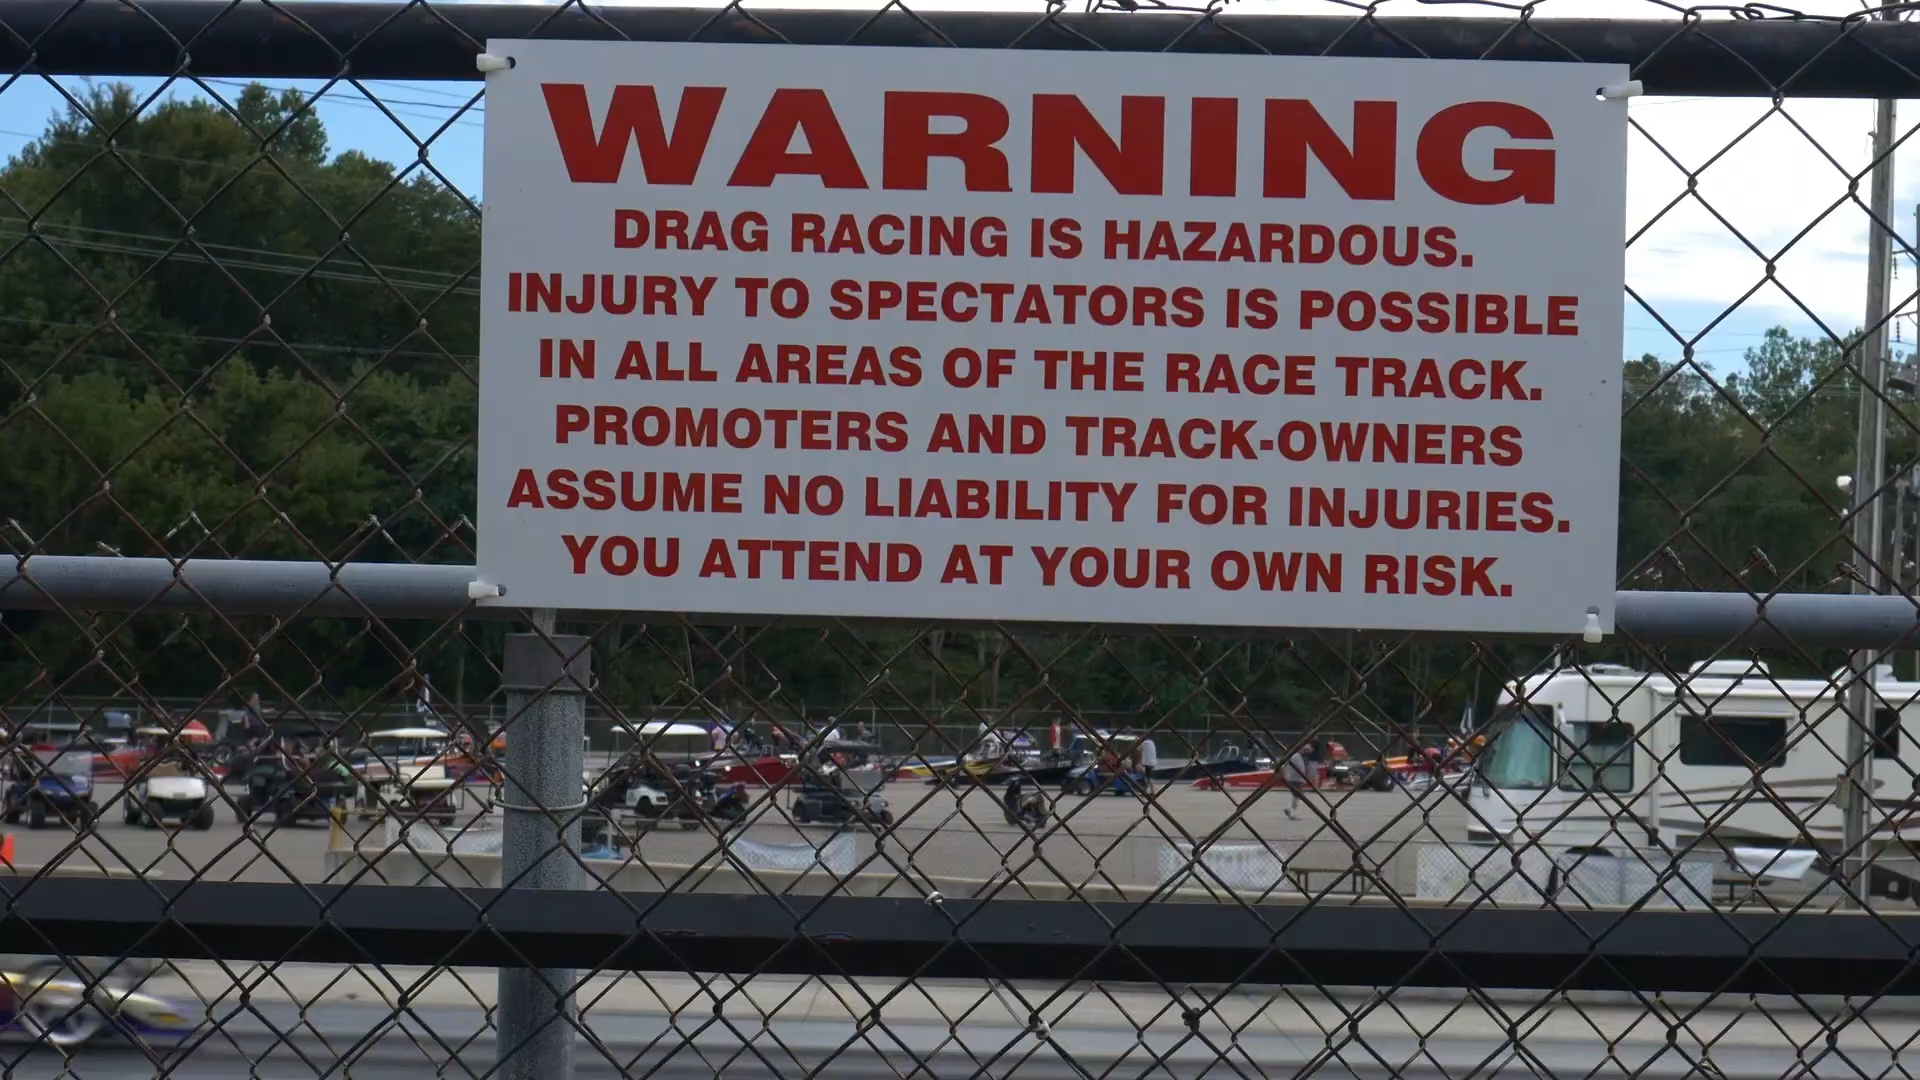 WARNING
DRAG RACING IS HAZARDOUS.
INJURY TO SPECTATORS IS POSSIBLE
IN ALL AREAS OF THE RACE TRACK.
PROMOTERS AND TRACK-OWNERS
ASSUME NO LIABILITY FOR INJURIES.
YOU ATTEND AT YOUR OWN RISK.